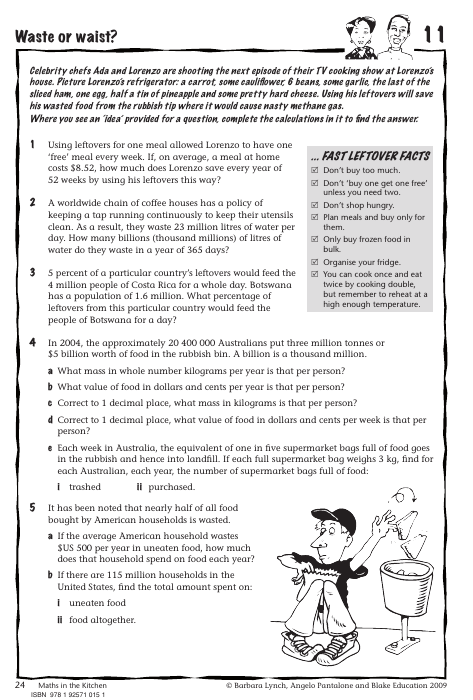 Waste or waist?
11
Celebrity chefs Ada and Lorenzo are shooting the next episode of their TV cooking show at Lorenzo's
house. Picture Lorenzo's refrigerator: a carrot, some cauliflower, 6 beans, some garlic, the last of the
sliced ham, one egg, half a tin of pineapple and some pretty hard cheese. Using his leftovers will save
his wasted food from the rubbish tip where it would cause nasty methane gas.
Where you see an 'idea' provided for a question, complete the calculations in it to find the answer.
1 Using leftovers for one meal allowed Lorenzo to have one
'free' meal every week. If, on average, a meal at home
costs $8.52, how much does Lorenzo save every year of
52 weeks by using his leftovers this way?
2 A worldwide chain of coffee houses has a policy of
keeping a tap running continuously to keep their utensils
clean. As a result, they waste 23 million litres of water per
day. How many billions (thousand millions) of litres of
water do they waste in a year of 365 days?
3 5 percent of a particular country's leftovers would feed the
4 million people of Costa Rica for a whole day. Botswana
has a population of 1.6 million. What percentage of
leftovers from this particular country would feed the
people of Botswana for a day?
... FAST LEFTOVER FACTS
☑ Don't buy too much.
☑ Don't 'buy one get one free'
unless you need two.
☑ Don't shop hungry.
☑ Plan meals and buy only for
them.
☑ Only buy frozen food in
bulk.
☑ Organise your fridge.
☑ You can cook once and eat
twice by cooking double,
but remember to reheat at a
high enough temperature.
4 In 2004, the approximately 20 400 000 Australians put three million tonnes or
$5 billion worth of food in the rubbish bin. A billion is a thousand million.
a What mass in whole number kilograms per year is that per person?
b What value of food in dollars and cents per year is that per person?
c Correct to 1 decimal place, what mass in kilograms is that per person?
d Correct to 1 decimal place, what value of food in dollars and cents per week is that per
person?
e Each week in Australia, the equivalent of one in five supermarket bags full of food goes
in the rubbish and hence into landfill. If each full supermarket bag weighs 3 kg, find for
each Australian, each year, the number of supermarket bags full of food:
i trashed ii purchased.
5 It has been noted that nearly half of all food
bought by American households is wasted.
a If the average American household wastes
$US 500 per year in uneaten food, how much
does that household spend on food each year?
b If there are 115 million households in the
United States, find the total amount spent on:
i uneaten food
ii food altogether.
24 Maths in the Kitchen © Barbara Lynch, Angelo Pantalone and Blake Education 2009
ISBN 978 1 92571 015 1